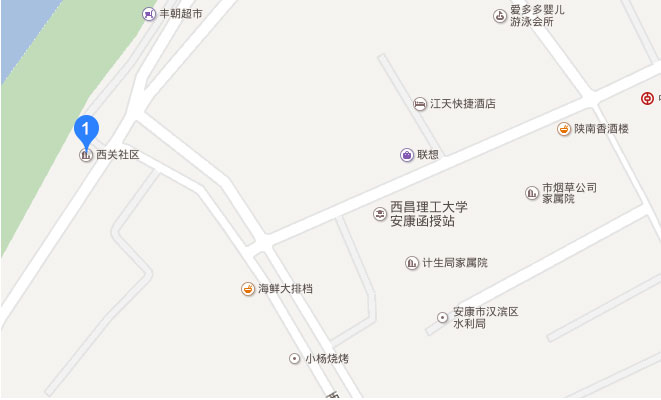 爱多多婴儿
游泳会所
丰朝超市
江天快捷酒店
陕南香酒楼
1
西关社区
联想
市烟草公司
家属院
西昌理工大学
安康函授站
计生局家属院
海鲜大排档
安康市汉滨区
水利局
小杨烧烤